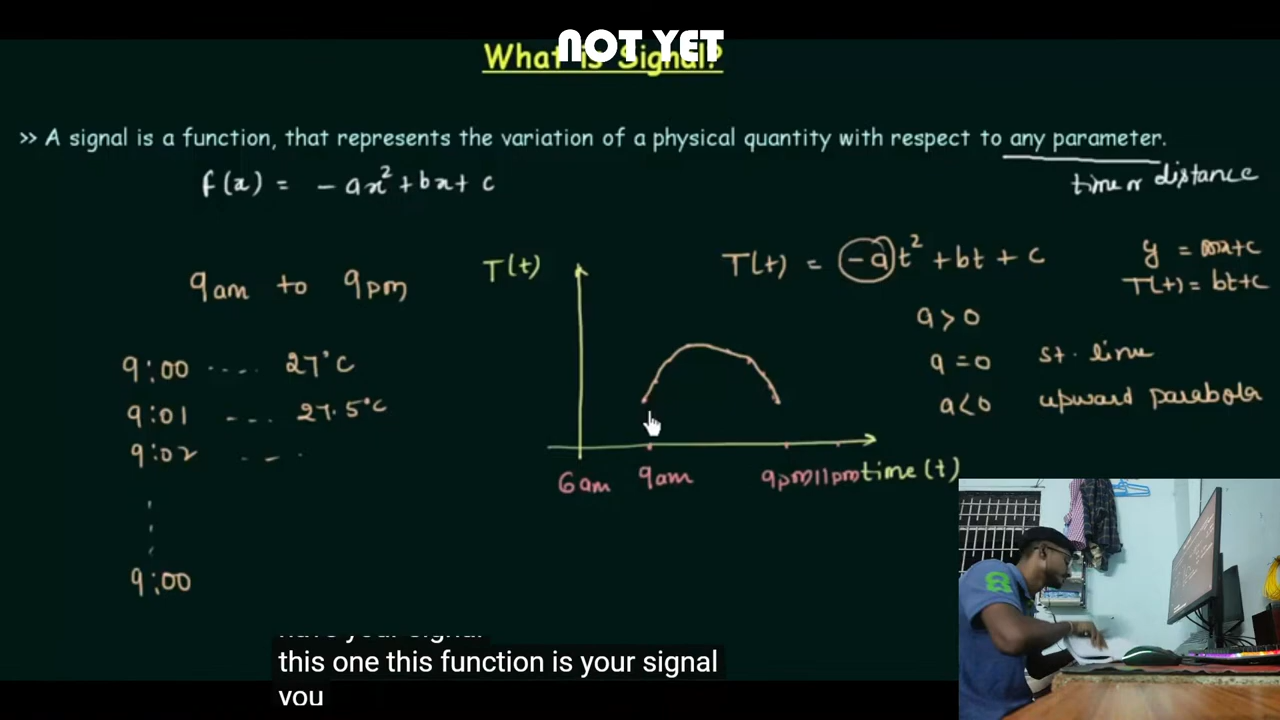 NOT YET
What is Signal?
>> A signal is a function, that represents the variation of a physical quantity with respect to any parameter.
f(x) = -ax² + bx + c
time or distance
9am to 9pm
T(t)
T(t) = -at² + bt + c
y = mx+c
T(t) = bt+c
a > 0
9:00 .... 27°C
a = 0 st. line
9:01 --- 27.5°C
a<0 upward parabola
9:02 ---
6am 9am 9pm 11pm time (t)
9:00
this one this function is your signal
you